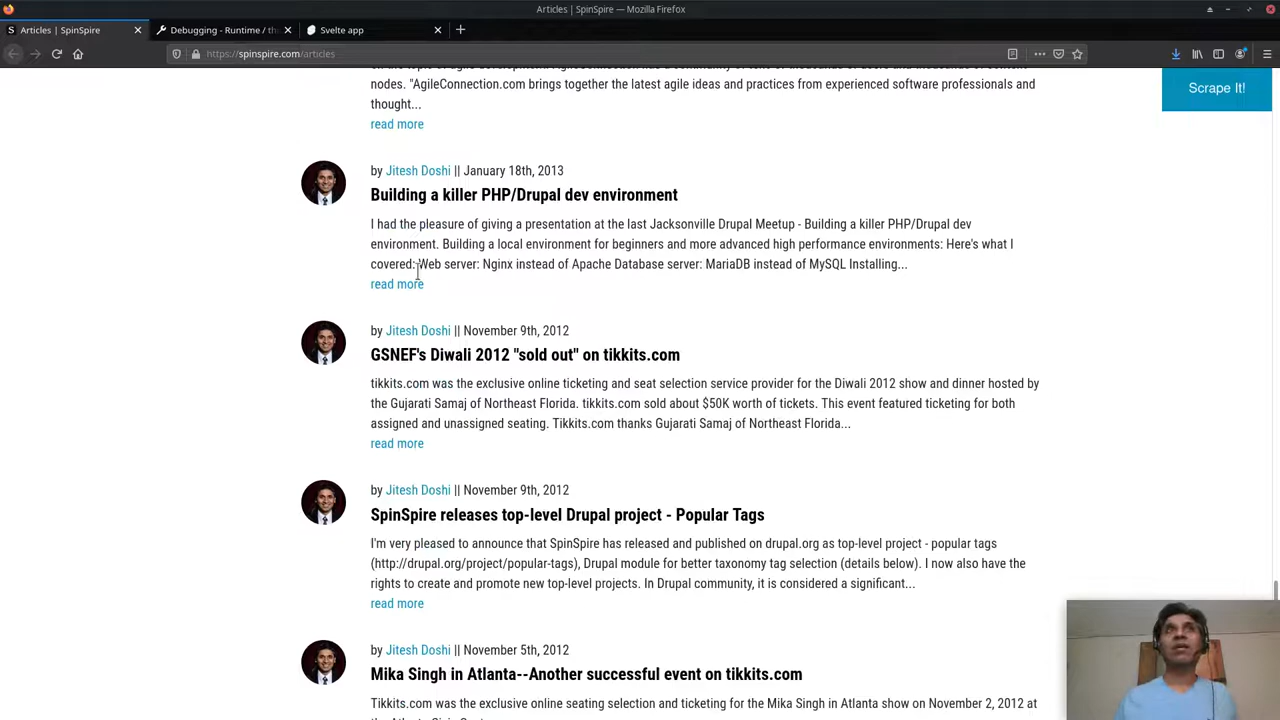 Articles | SpinSpire — Mozilla Firefox
Articles | SpinSpire
Debugging - Runtime / th
Svelte app
https://spinspire.com/articles
Scrape It!
nodes. "AgileConnection.com brings together the latest agile ideas and practices from experienced software professionals and
thought...
read more
by Jitesh Doshi || January 18th, 2013
Building a killer PHP/Drupal dev environment
I had the pleasure of giving a presentation at the last Jacksonville Drupal Meetup - Building a killer PHP/Drupal dev
environment. Building a local environment for beginners and more advanced high performance environments: Here's what I
covered: Web server: Nginx instead of Apache Database server: MariaDB instead of MySQL Installing...
read more
by Jitesh Doshi || November 9th, 2012
GSNEF's Diwali 2012 "sold out" on tikkits.com
tikkits.com was the exclusive online ticketing and seat selection service provider for the Diwali 2012 show and dinner hosted by
the Gujarati Samaj of Northeast Florida. tikkits.com sold about $50K worth of tickets. This event featured ticketing for both
assigned and unassigned seating. Tikkits.com thanks Gujarati Samaj of Northeast Florida...
read more
by Jitesh Doshi || November 9th, 2012
SpinSpire releases top-level Drupal project - Popular Tags
I'm very pleased to announce that SpinSpire has released and published on drupal.org as top-level project - popular tags
(http://drupal.org/project/popular-tags), Drupal module for better taxonomy tag selection (details below). I now also have the
rights to create and promote new top-level projects. In Drupal community, it is considered a significant...
read more
by Jitesh Doshi || November 5th, 2012
Mika Singh in Atlanta--Another successful event on tikkits.com
Tikkits.com was the exclusive online seating selection and ticketing for the Mika Singh in Atlanta show on November 2, 2012 at